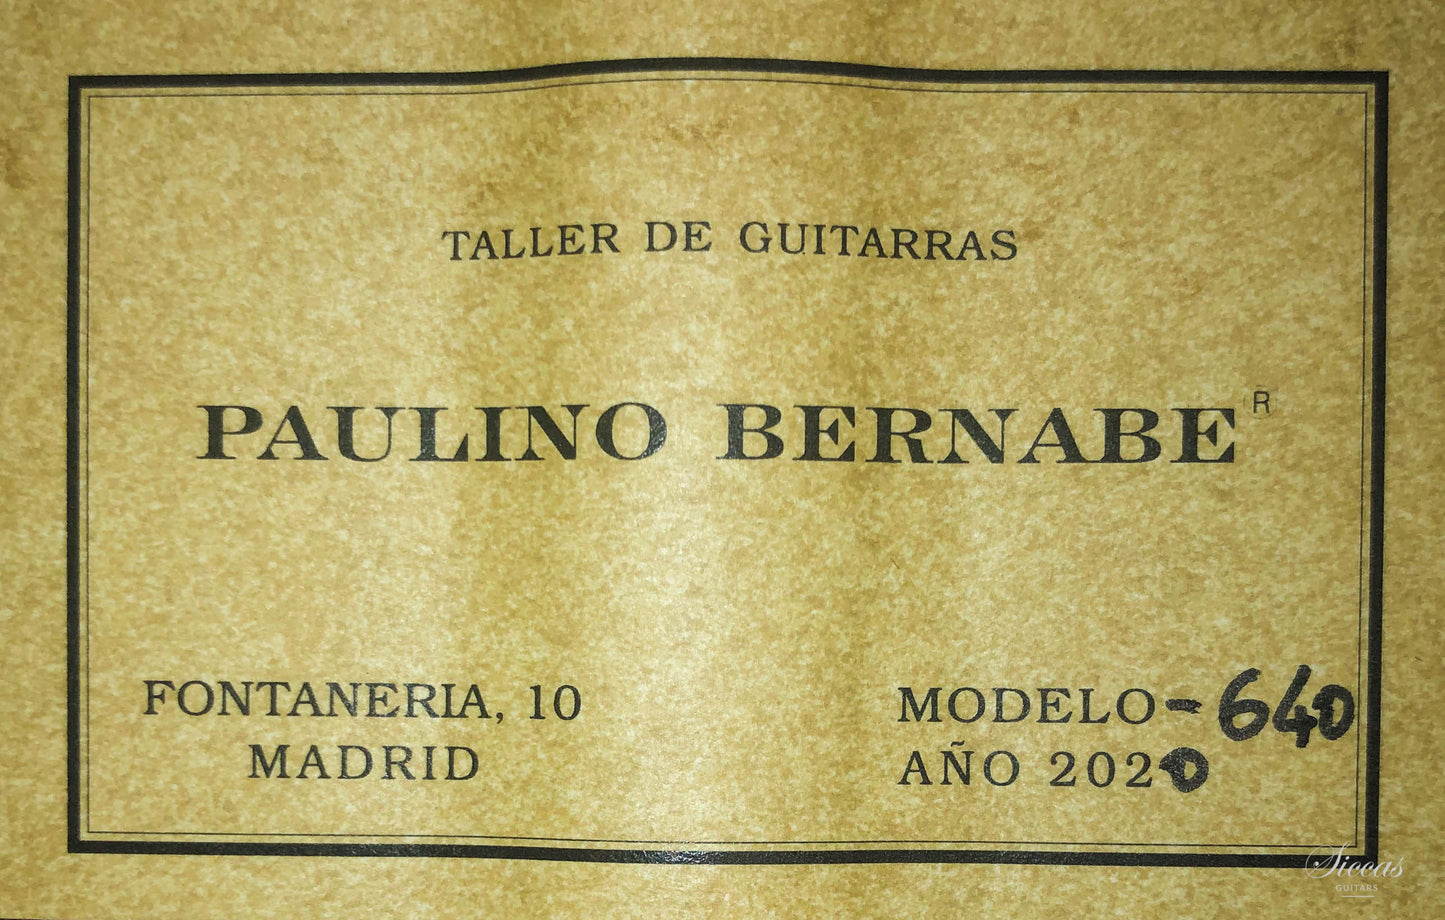 TALLER DE GUITARRAS
PAULINO BERNABE ®
FONTANERIA, 10
MADRID
MODELO-640
AÑO 2020
Siccas
GUITARS